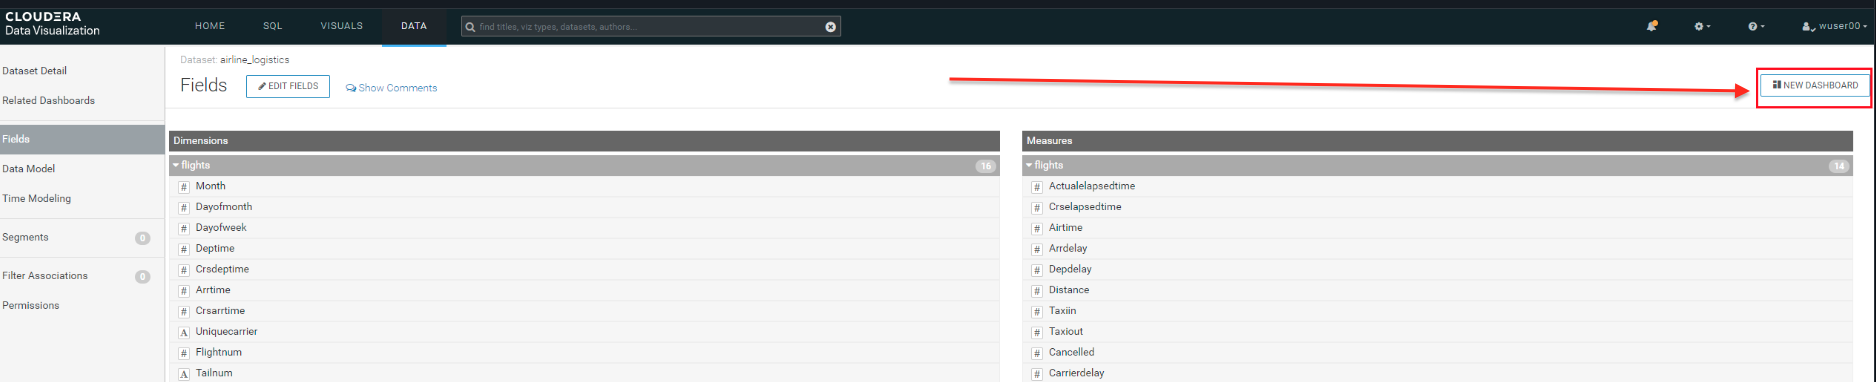 CLOUDERA
Data Visualization
HOME
SQL
VISUALS
DATA
find titles, viz types, datasets, authors...
wuser00
Dataset Detail
Related Dashboards
Fields
Data Model
Time Modeling
Segments 0
Filter Associations 0
Permissions
Dataset: airline_logistics
Fields
EDIT FIELDS
Show Comments
NEW DASHBOARD
Dimensions
flights 16
# Month
# Dayofmonth
# Dayofweek
# Deptime
# Crsdeptime
# Arrtime
# Crsarrtime
A Uniquecarrier
# Flightnum
A Tailnum
Measures
flights 14
# Actualelapsedtime
# Crselapsedtime
# Airtime
# Arrdelay
# Depdelay
# Distance
# Taxiin
# Taxiout
# Cancelled
# Carrierdelay